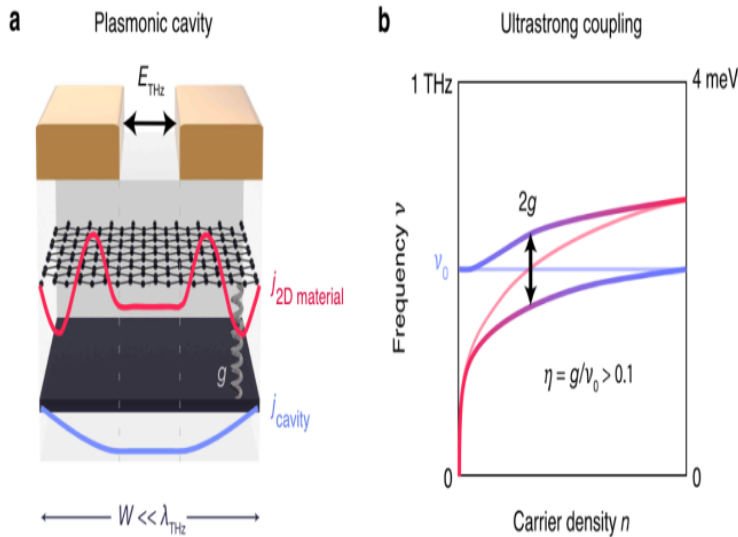 a
Plasmonic cavity
E_THz
j_2D material
g
j_cavity
W << λ_THz
b
Ultrastrong coupling
1 THz
4 meV
2g
ν_0
Frequency ν
η = g/ν_0 > 0.1
0
0
Carrier density n